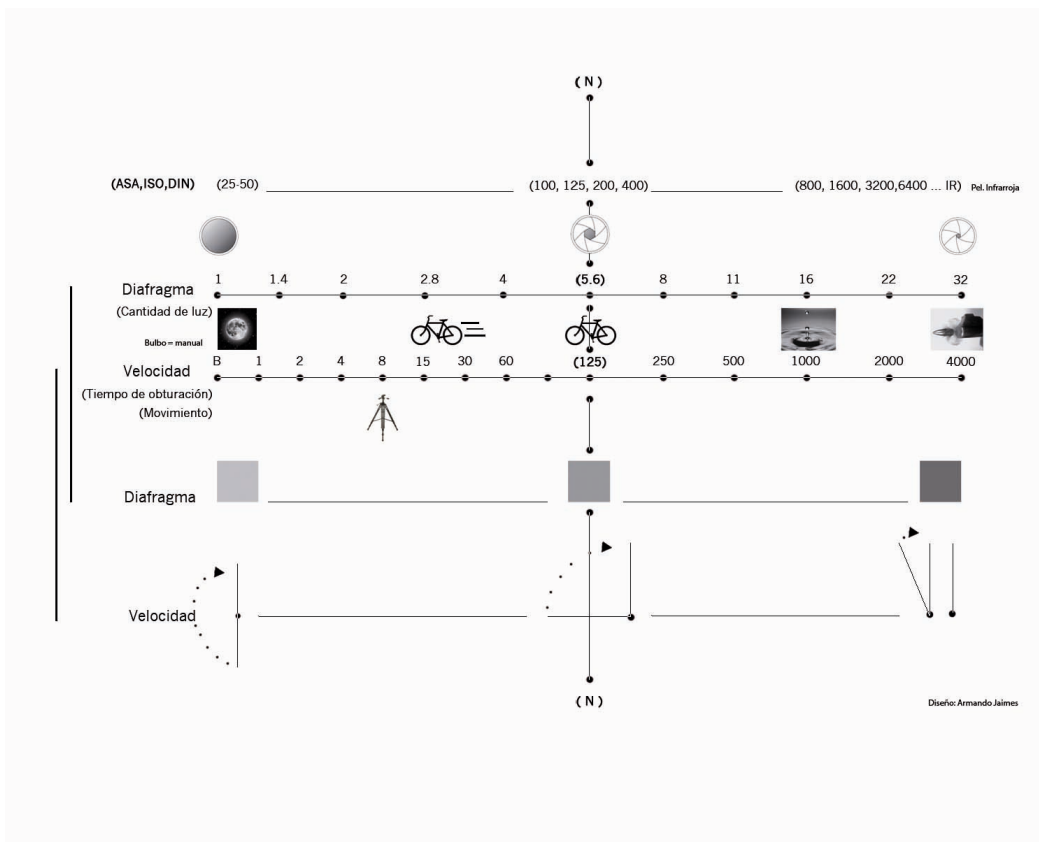 ( N )
(ASA,ISO,DIN) (25-50) (100, 125, 200, 400) (800, 1600, 3200,6400 ... IR) Pel. Infrarroja
Diafragma 1 1.4 2 2.8 4 (5.6) 8 11 16 22 32
(Cantidad de luz)
Bulbo = manual
Velocidad B 1 2 4 8 15 30 60 (125) 250 500 1000 2000 4000
(Tiempo de obturación)
(Movimiento)
Diafragma
Velocidad
( N )
Diseño: Armando Jaimes